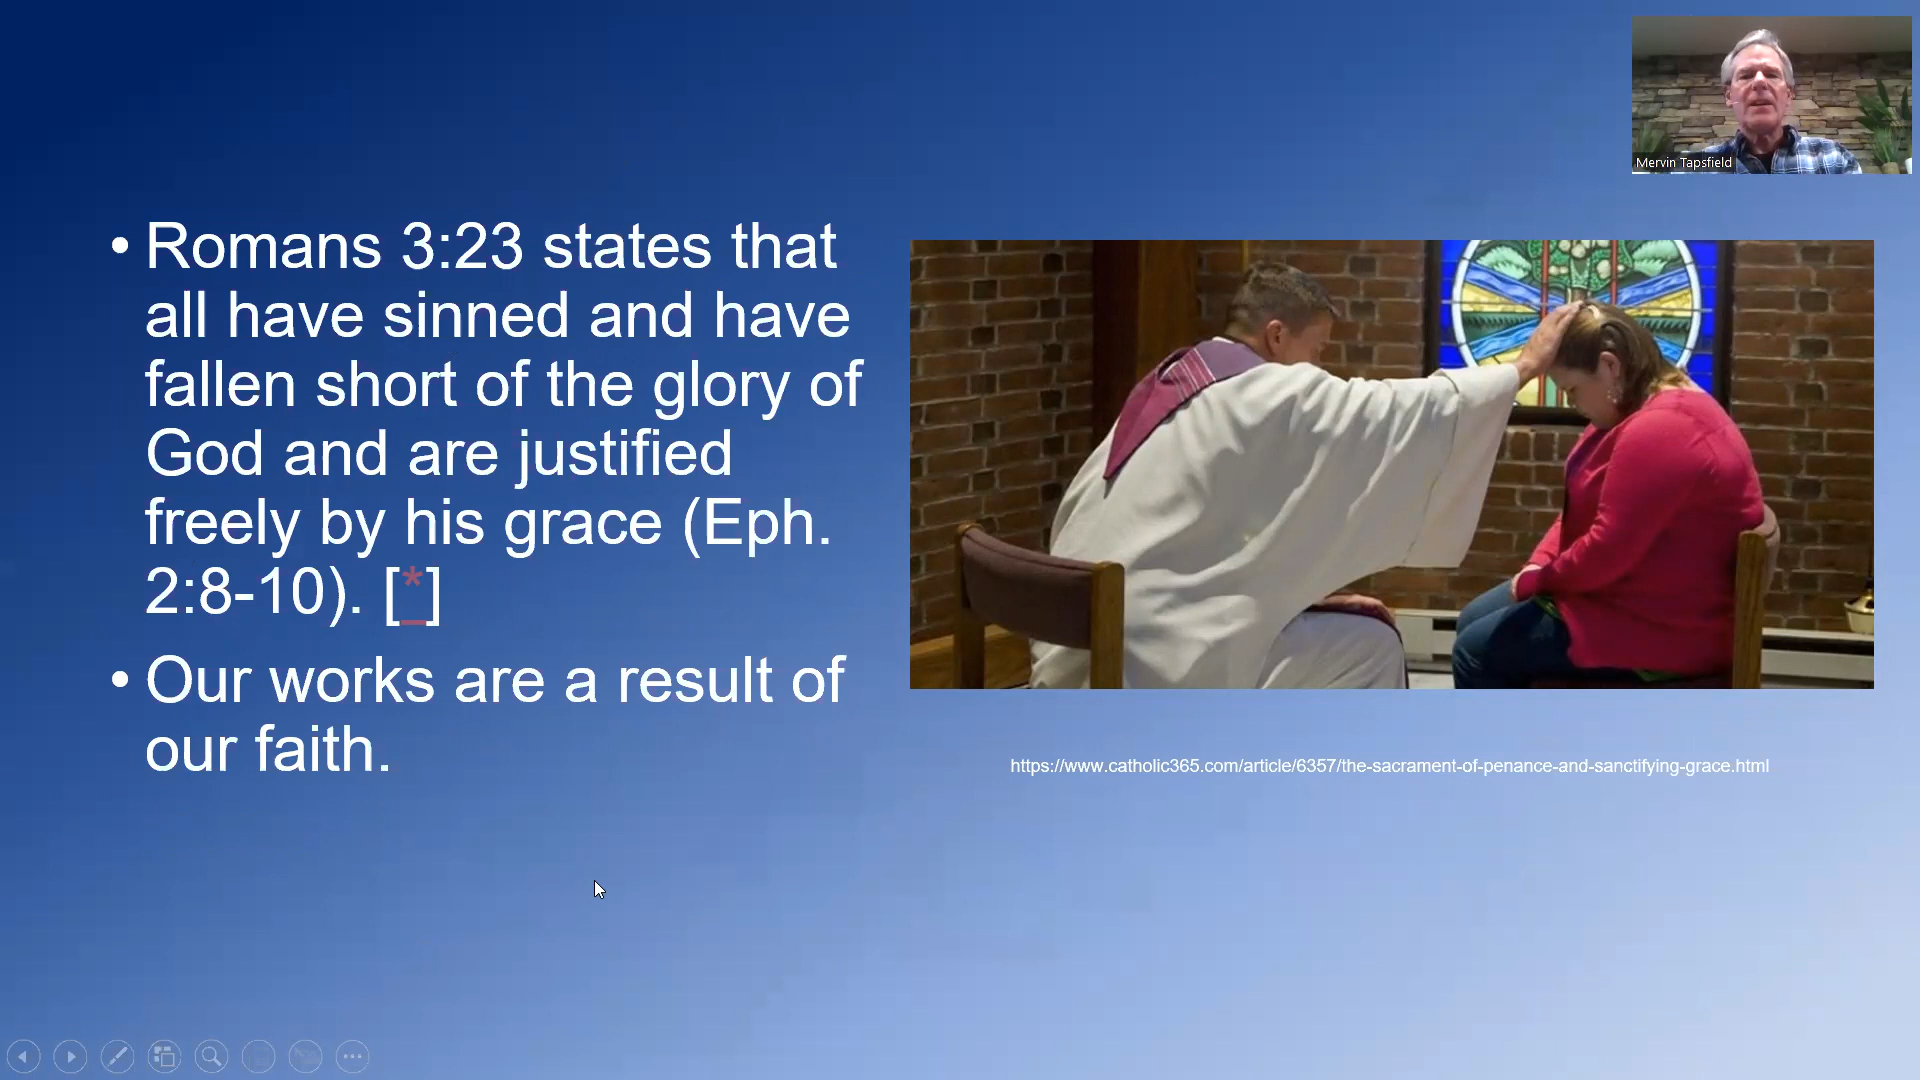 Mervin Tapsfield
• Romans 3:23 states that
all have sinned and have
fallen short of the glory of
God and are justified
freely by his grace (Eph.
2:8-10). [*]
• Our works are a result of
our faith.
https://www.catholic365.com/article/6357/the-sacrament-of-penance-and-sanctifying-grace.html